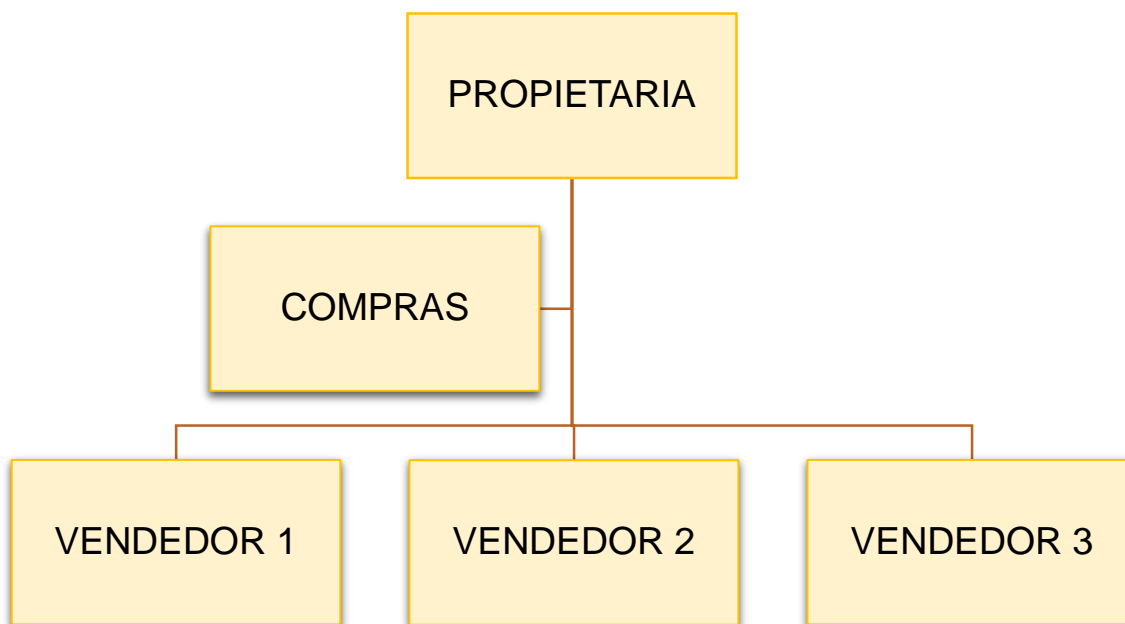 PROPIETARIA
COMPRAS
VENDEDOR 1
VENDEDOR 2
VENDEDOR 3